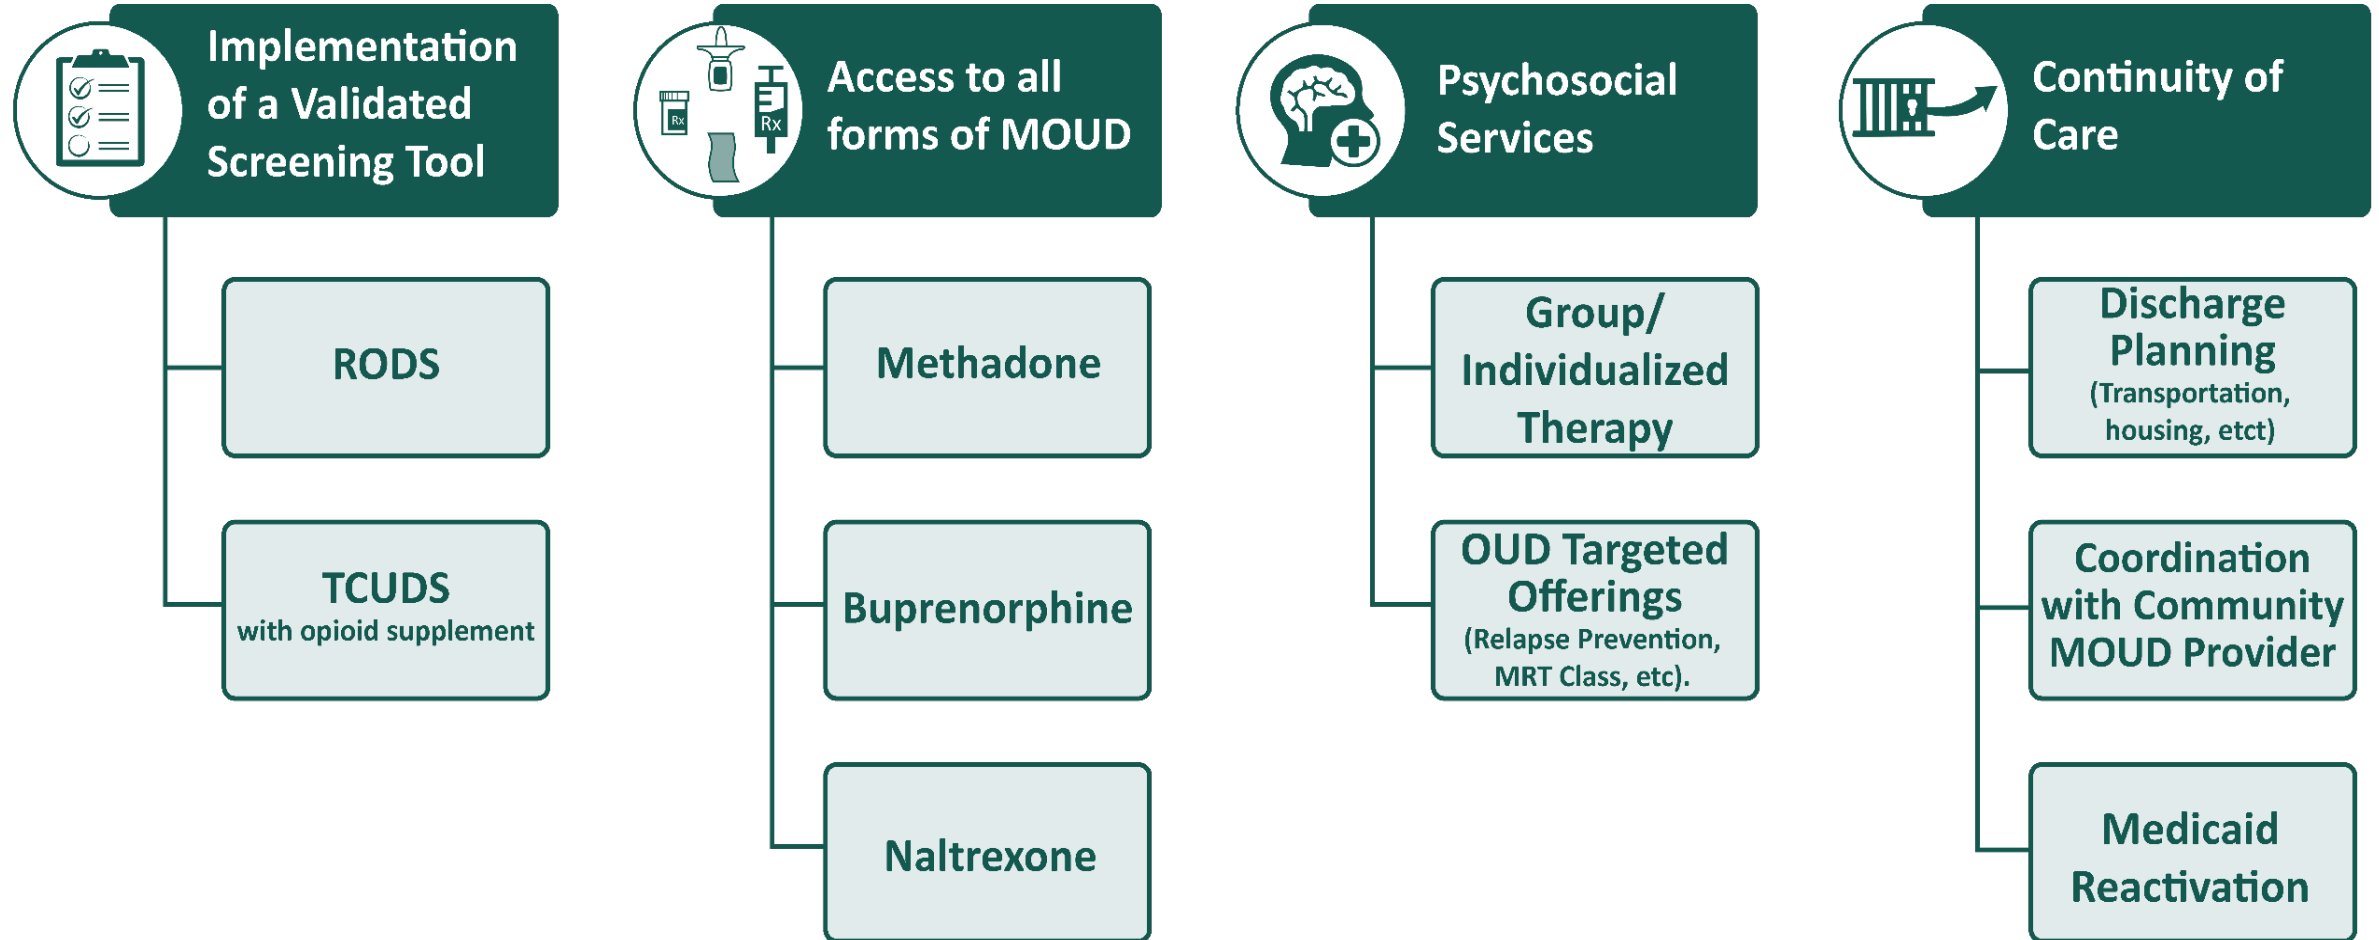 Implementation
of a Validated
Screening Tool
RODS
TCUDS
with opioid supplement
Rx
Rx
Access to all
forms of MOUD
Methadone
Buprenorphine
Naltrexone
Psychosocial
Services
Group/
Individualized
Therapy
OUD Targeted
Offerings
(Relapse Prevention,
MRT Class, etc).
Continuity of
Care
Discharge
Planning
(Transportation,
housing, etct)
Coordination
with Community
MOUD Provider
Medicaid
Reactivation